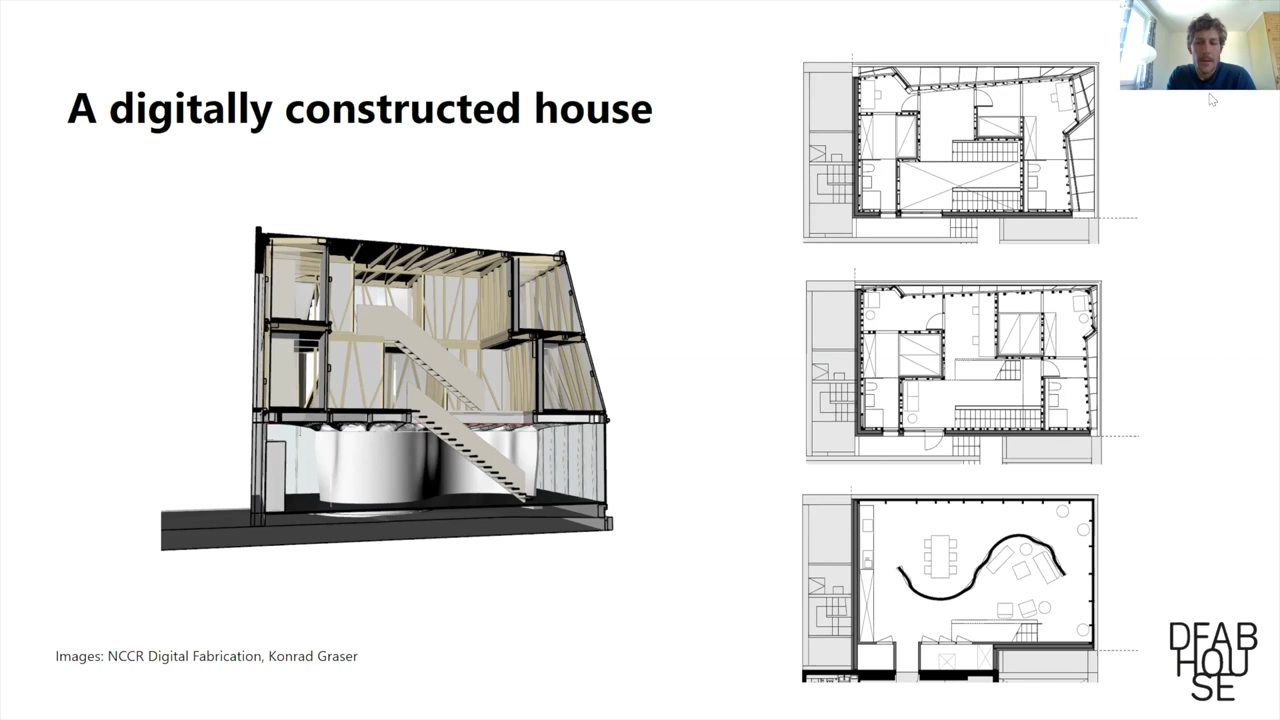 A digitally constructed house
Images: NCCR Digital Fabrication, Konrad Graser
DFAB
HOU
SE